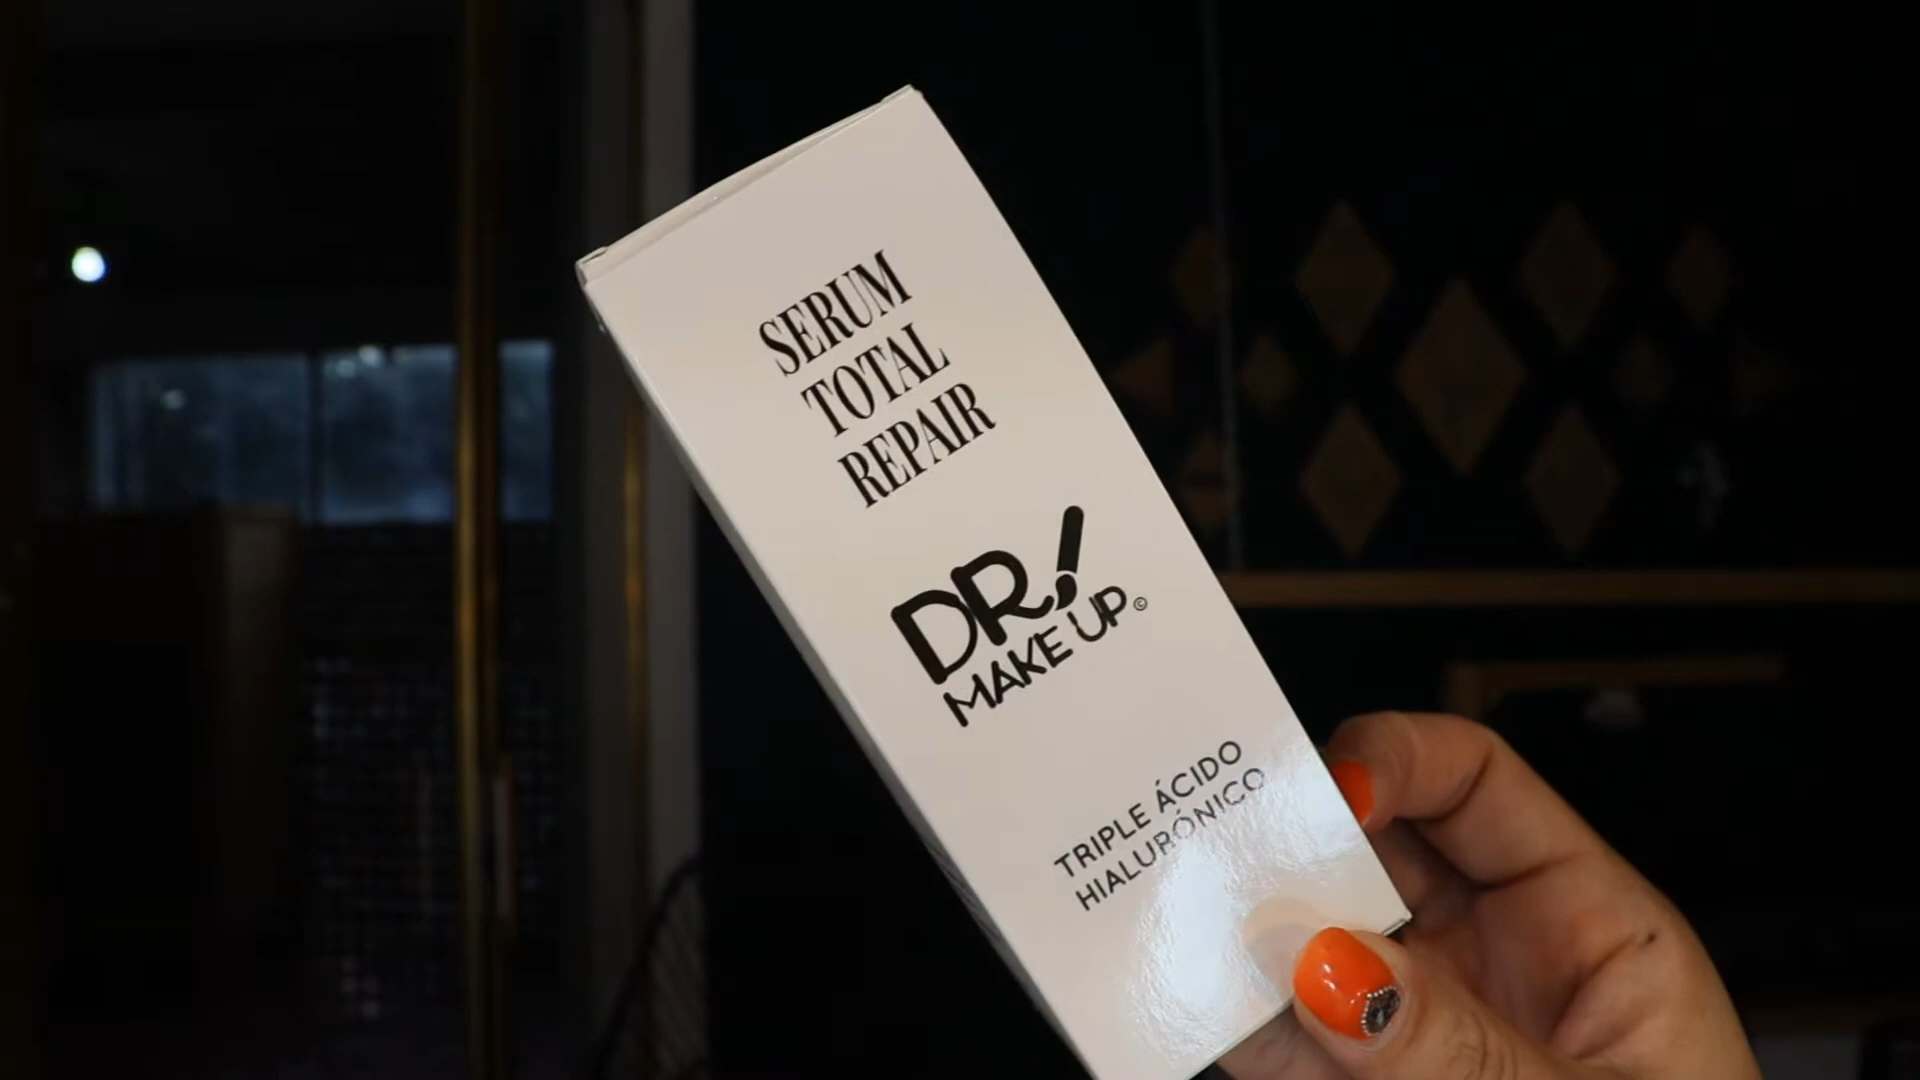 SERUM
TOTAL
REPAIR
DR.
MAKE UP©
TRIPLE ÁCIDO
HIALURÓNICO